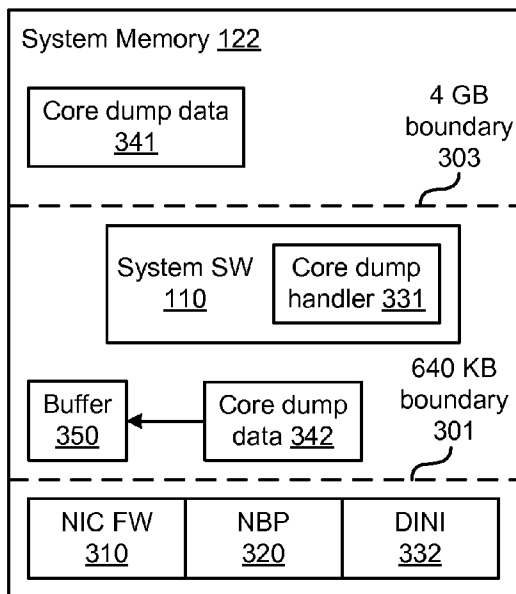 System Memory 122
Core dump data
341
4 GB
boundary
303
System SW
110
Core dump
handler 331
640 KB
boundary
301
Buffer
350
Core dump
data 342
NIC FW
310
NBP
320
DINI
332